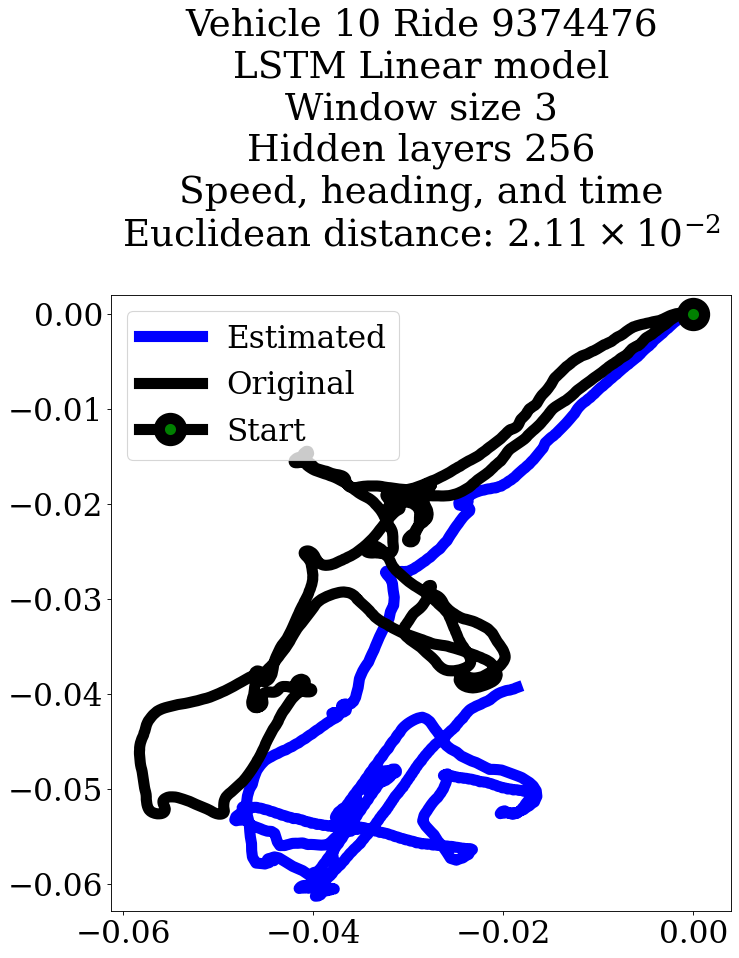 Vehicle 10 Ride 9374476
LSTM Linear model
Window size 3
Hidden layers 256
Speed, heading, and time
Euclidean distance: 2.11 × 10⁻²
Estimated
Original
Start
0.00
−0.01
−0.02
−0.03
−0.04
−0.05
−0.06
−0.06 −0.04 −0.02 0.00